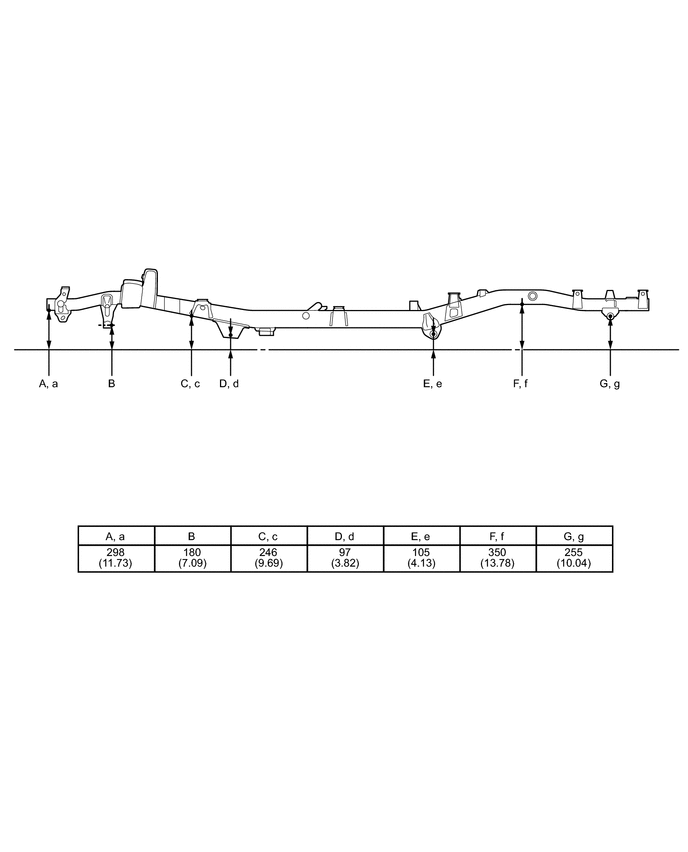 A, a B C, c D, d E, e F, f G, g
A, a B C, c D, d E, e F, f G, g
298 180 246 97 105 350 255
(11.73) (7.09) (9.69) (3.82) (4.13) (13.78) (10.04)